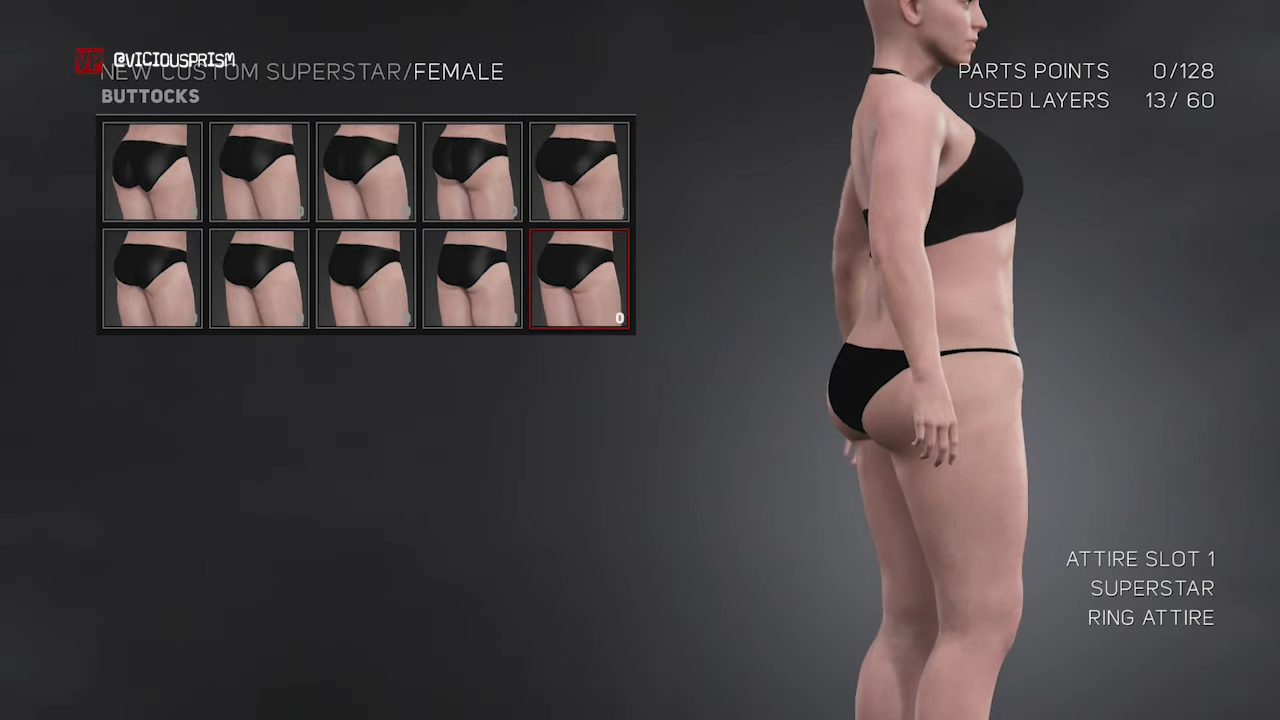 VP @VICIOUSPRISM
NEW CUSTOM SUPERSTAR/FEMALE
BUTTOCKS
PARTS POINTS 0/128
USED LAYERS 13/ 60
0
ATTIRE SLOT 1
SUPERSTAR
RING ATTIRE